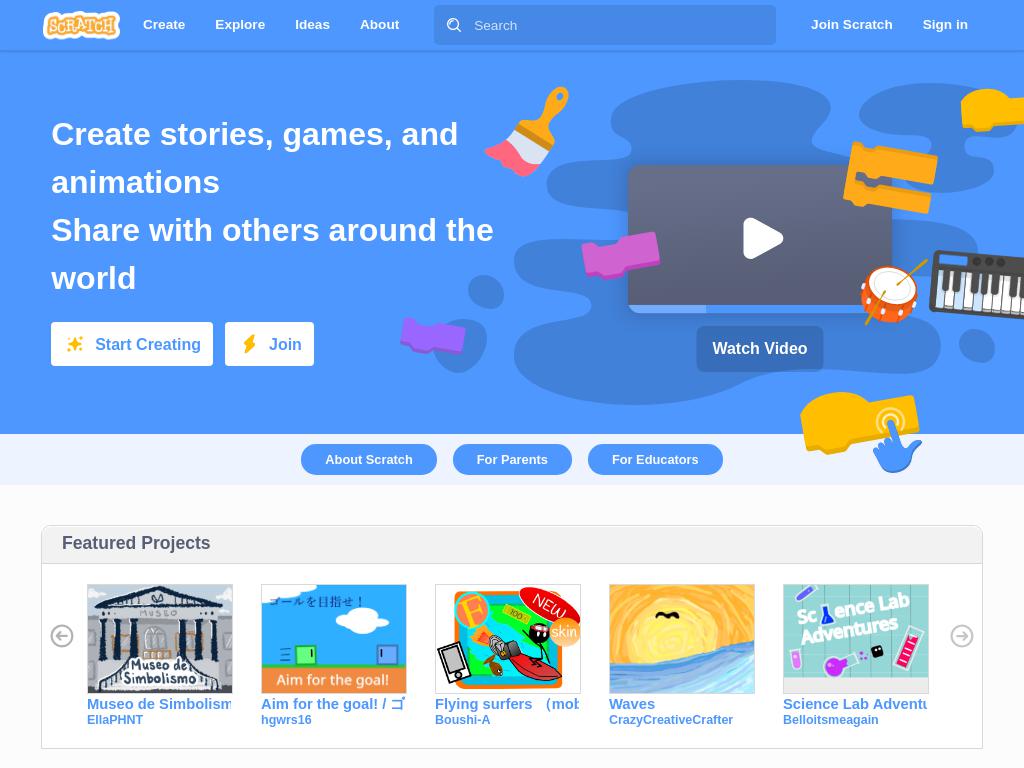 SCRATCH
Create
Explore
Ideas
About
Search
Join Scratch
Sign in
Create stories, games, and
animations
Share with others around the
world
Start Creating
Join
Watch Video
About Scratch
For Parents
For Educators
Featured Projects
MUSEO
Museo de
Simbolismo
ゴールを目指せ！
Aim for the goal!
F
100%
NEW
skin
Science Lab
Adventures
Museo de Simbolism
EllaPHNT
Aim for the goal! / ゴ
hgwrs16
Flying surfers （mob
Boushi-A
Waves
CrazyCreativeCrafter
Science Lab Adventu
Belloitsmeagain